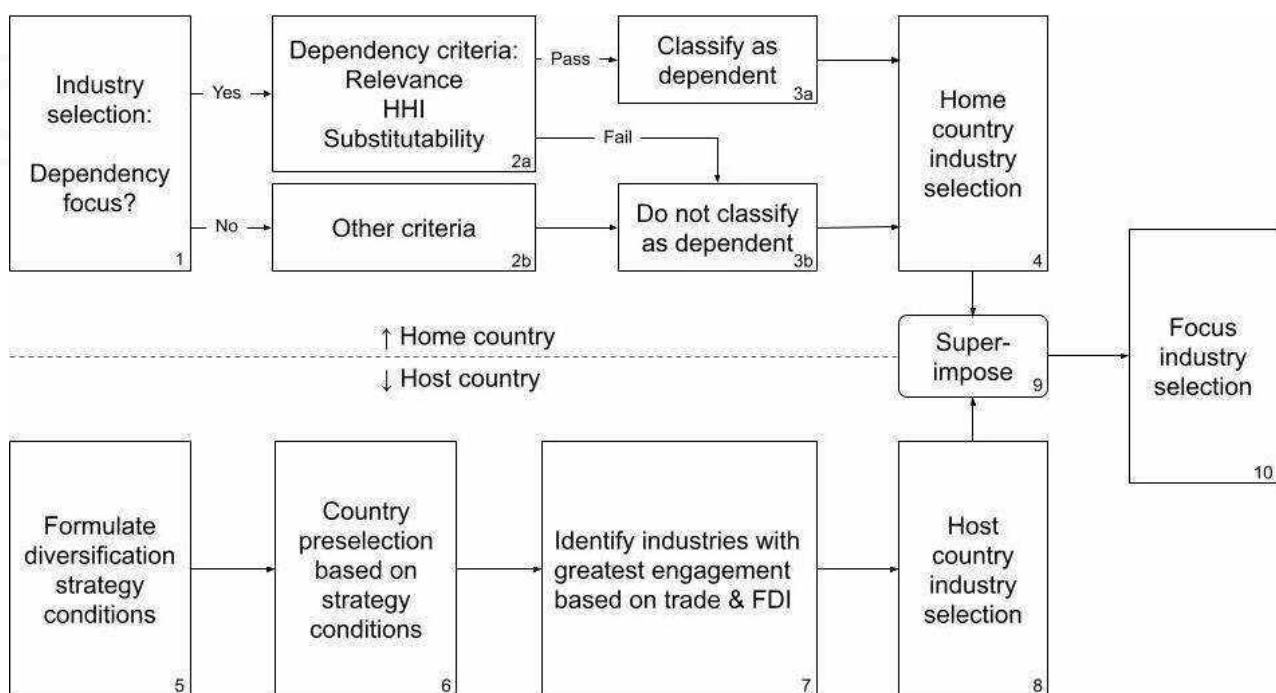 Industry
selection:
Dependency
focus?
1
Yes
No
Dependency criteria:
Relevance
HHI
Substitutability
2a
Other criteria
2b
Pass
Fail
Classify as
dependent
3a
Do not classify
as dependent
3b
Home
country
industry
selection
4
↑ Home country
↓ Host country
Super-
impose
9
Focus
industry
selection
10
Formulate
diversification
strategy
conditions
5
Country
preselection
based on
strategy
conditions
6
Identify industries with
greatest engagement
based on trade & FDI
7
Host
country
industry
selection
8